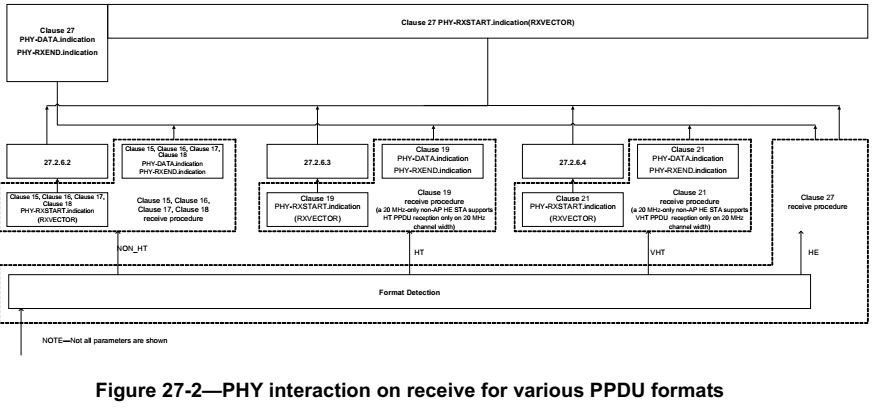 Clause 27
PHY-DATA.indication
PHY-RXEND.indication
Clause 27 PHY-RXSTART.indication(RXVECTOR)
27.2.6.2
Clause 15, Clause 16, Clause 17,
Clause 18
PHY-DATA.indication
PHY-RXEND.indication
Clause 15, Clause 16, Clause 17,
Clause 18
PHY-RXSTART.indication
(RXVECTOR)
Clause 15, Clause 16,
Clause 17, Clause 18
receive procedure
27.2.6.3
Clause 19
PHY-DATA.indication
PHY-RXEND.indication
Clause 19
PHY-RXSTART.indication
(RXVECTOR)
Clause 19
receive procedure
(a 20 MHz-only non-AP HE STA supports
HT PPDU reception only on 20 MHz
channel width)
27.2.6.4
Clause 21
PHY-DATA.indication
PHY-RXEND.indication
Clause 21
PHY-RXSTART.indication
(RXVECTOR)
Clause 21
receive procedure
(a 20 MHz-only non-AP HE STA supports
VHT PPDU reception only on 20 MHz
channel width)
Clause 27
receive procedure
NON_HT
HT
VHT
HE
Format Detection
NOTE—Not all parameters are shown
Figure 27-2—PHY interaction on receive for various PPDU formats